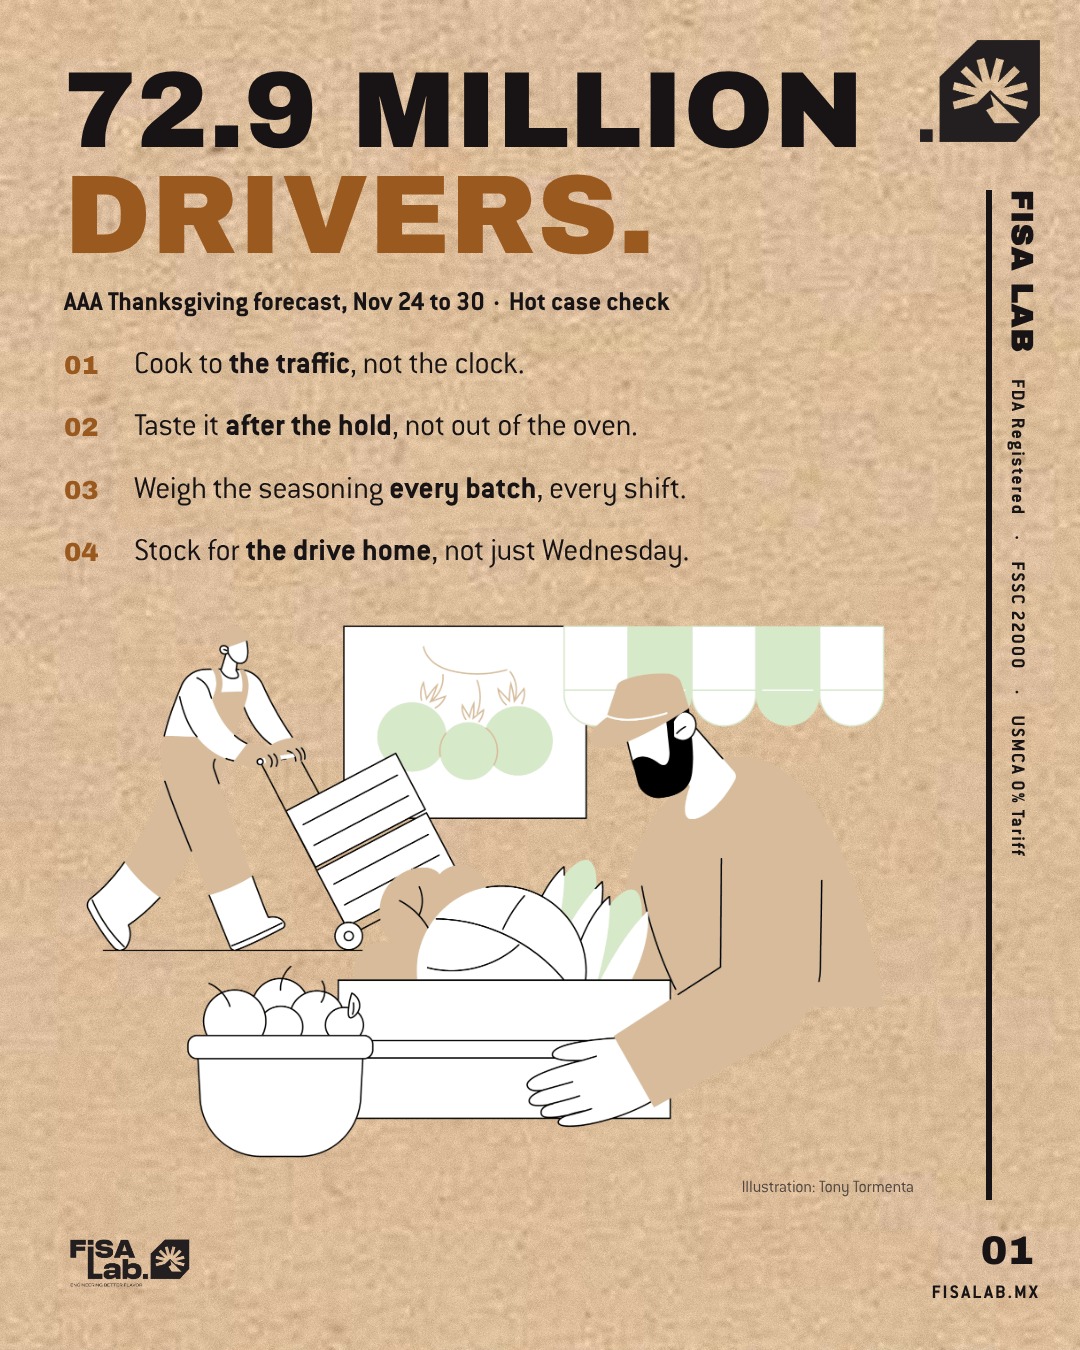 72.9 MILLION
DRIVERS.
AAA Thanksgiving forecast, Nov 24 to 30 · Hot case check
01 Cook to the traffic, not the clock.
02 Taste it after the hold, not out of the oven.
03 Weigh the seasoning every batch, every shift.
04 Stock for the drive home, not just Wednesday.
FISA LAB FDA Registered · FSSC 22000 · USMCA 0% Tariff
Illustration: Tony Tormenta
FiSA
Lab.
ENGINEERING BETTER FLAVOR
01
FISALAB.MX